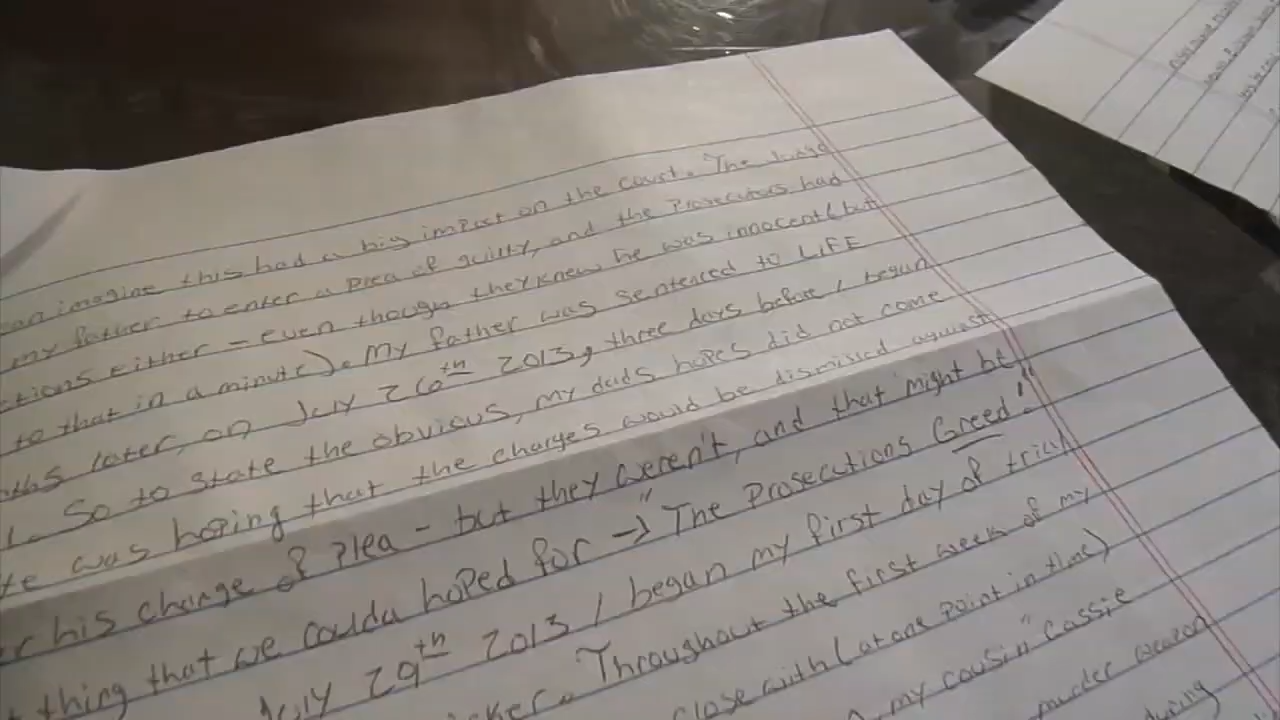 can imagine this had a big impact on the court. The Judge
my father to enter a plea of guilty, and the Prosecutors had
ctions either - even though they knew he was innocent (but
to that in a minute). My father was sentenced to LIFE
later, on July 26th 2013, three days before I began
. So to state the obvious, my dads hopes did not come
was hoping that the charges would be dismissed against
his change of plea - but they weren't, and that might be
thing that we coulda hoped for → "The Prosecutions Greed".
July 29th 2013 I began my first day of trial
. Throughout the first week of my
close with (at one point in time)
my cousin "Cassie
murder weapon
during